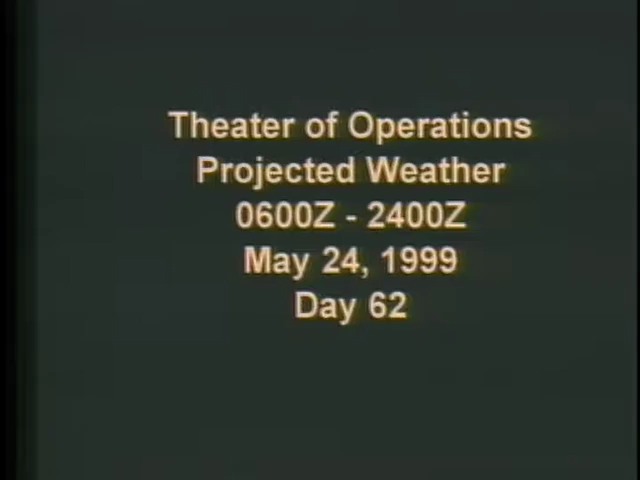 Theater of Operations
Projected Weather
0600Z - 2400Z
May 24, 1999
Day 62